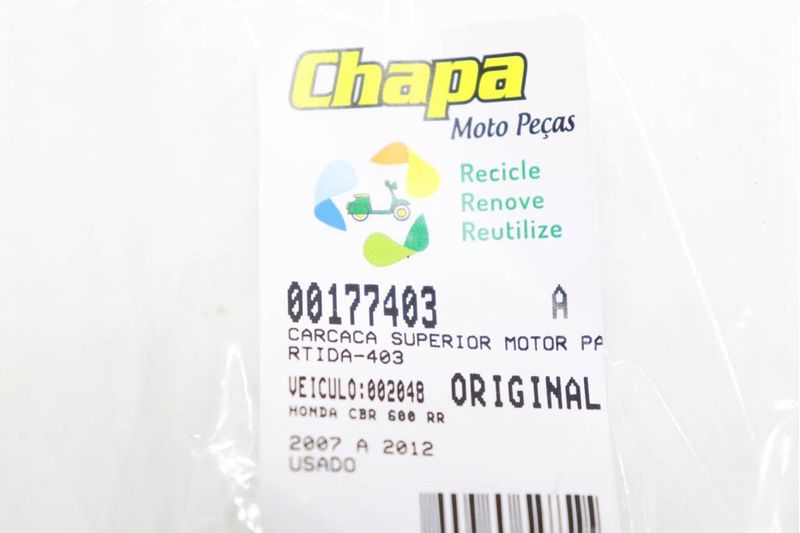 Chapa
Moto Peças
Recicle
Renove
Reutilize
00177403 A
CARCACA SUPERIOR MOTOR PA
RTIDA-403
VEICULO:002048 ORIGINAL
HONDA CBR 600 RR
2007 A 2012
USADO